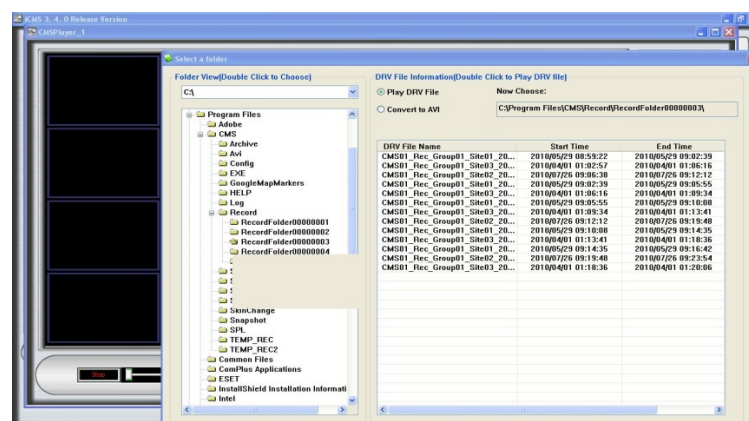 iCMS 3. 4. 0 Release Version
CMSPlayer_1
Select a folder
Folder View(Double Click to Choose)
C:\
Program Files
Adobe
CMS
Archive
Avi
Config
EXE
GoogleMapMarkers
HELP
Log
Record
RecordFolder00000001
RecordFolder00000002
RecordFolder00000003
RecordFolder00000004
SkinChange
Snapshot
SPL
TEMP_REC
TEMP_REC2
Common Files
ComPlus Applications
ESET
InstallShield Installation Informati
Intel
DRV File Information(Double Click to Play DRV file)
Play DRV File
Now Choose:
Convert to AVI
C:\Program Files\CMS\Record\RecordFolder00000003\
DRV File Name Start Time End Time
CMS01_Rec_Group01_Site01_20... 2010/05/29 08:59:22 2010/05/29 09:02:39
CMS01_Rec_Group01_Site03_20... 2010/04/01 01:02:57 2010/04/01 01:06:16
CMS01_Rec_Group01_Site02_20... 2010/07/26 09:06:38 2010/07/26 09:12:12
CMS01_Rec_Group01_Site01_20... 2010/05/29 09:02:39 2010/05/29 09:05:55
CMS01_Rec_Group01_Site03_20... 2010/04/01 01:06:16 2010/04/01 01:09:34
CMS01_Rec_Group01_Site01_20... 2010/05/29 09:05:55 2010/05/29 09:10:08
CMS01_Rec_Group01_Site03_20... 2010/04/01 01:09:34 2010/04/01 01:13:41
CMS01_Rec_Group01_Site02_20... 2010/07/26 09:12:12 2010/07/26 09:19:48
CMS01_Rec_Group01_Site01_20... 2010/05/29 09:10:08 2010/05/29 09:14:35
CMS01_Rec_Group01_Site03_20... 2010/04/01 01:13:41 2010/04/01 01:18:36
CMS01_Rec_Group01_Site01_20... 2010/05/29 09:14:35 2010/05/29 09:16:42
CMS01_Rec_Group01_Site02_20... 2010/07/26 09:19:48 2010/07/26 09:23:54
CMS01_Rec_Group01_Site03_20... 2010/04/01 01:18:36 2010/04/01 01:20:06
Stop